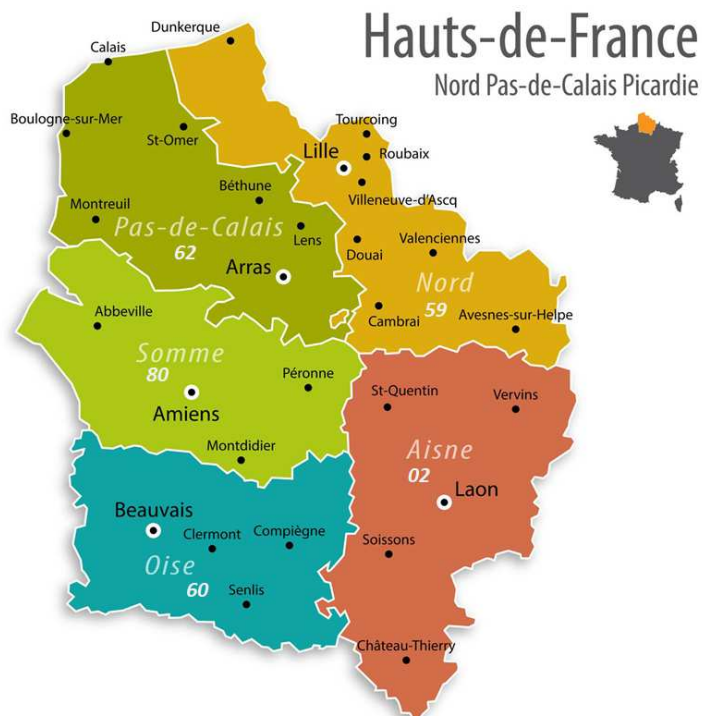 Hauts-de-France
Nord Pas-de-Calais Picardie
Dunkerque
Calais
Boulogne-sur-Mer
St-Omer
Tourcoing
Lille
Roubaix
Béthune
Villeneuve-d'Ascq
Montreuil
Pas-de-Calais
62
Lens
Douai
Valenciennes
Arras
Nord
59
Abbeville
Cambrai
Avesnes-sur-Helpe
Somme
80
Péronne
Amiens
St-Quentin
Vervins
Montdidier
Aisne
02
Laon
Beauvais
Clermont
Compiègne
Soissons
Oise
60
Senlis
Château-Thierry